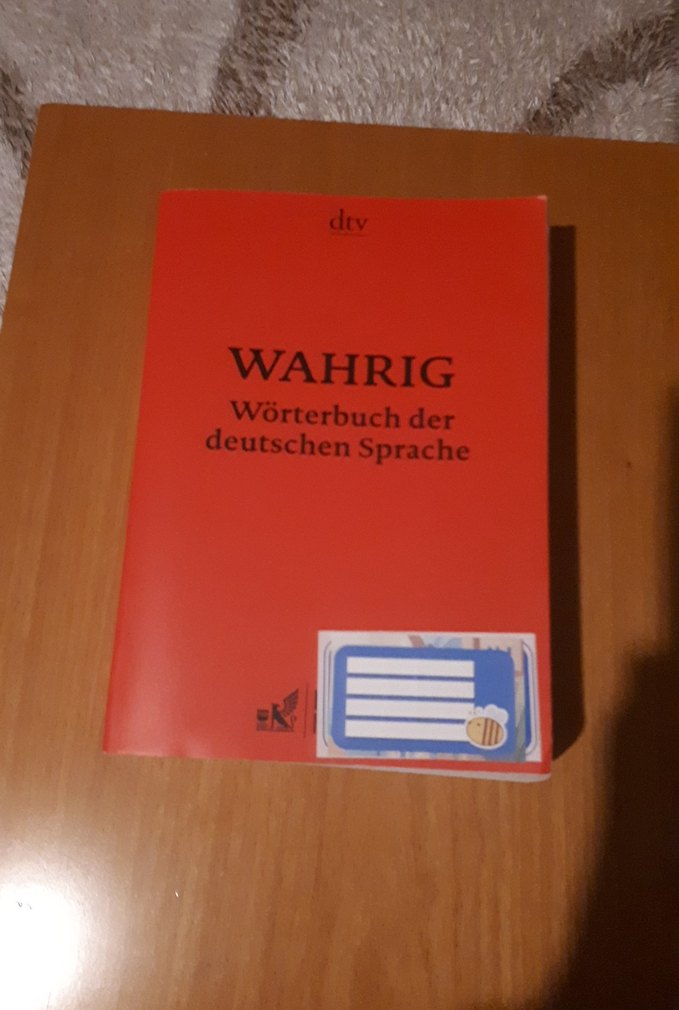 dtv
WAHRIG
Wörterbuch der
deutschen Sprache